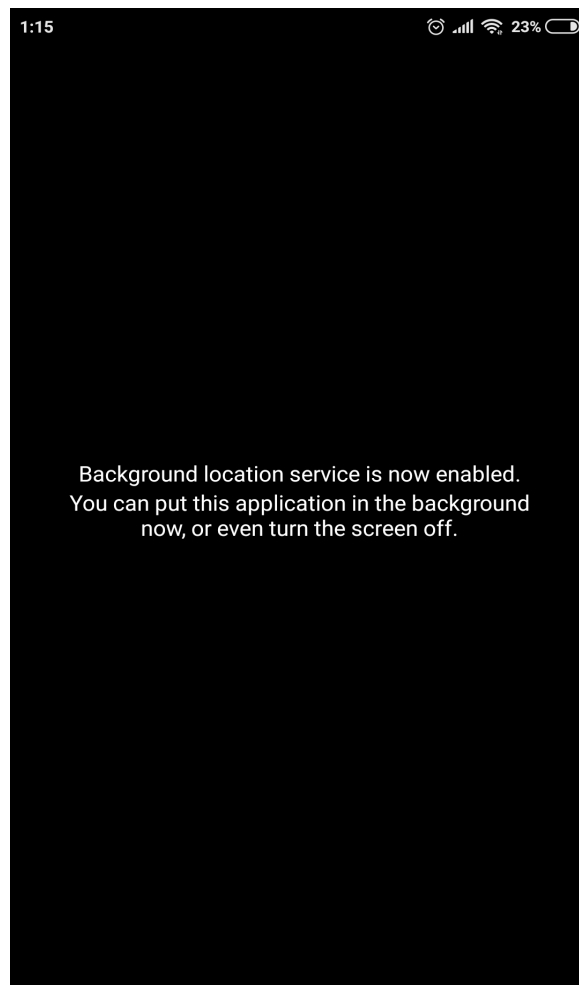 1:15 23%
Background location service is now enabled.
You can put this application in the background
now, or even turn the screen off.